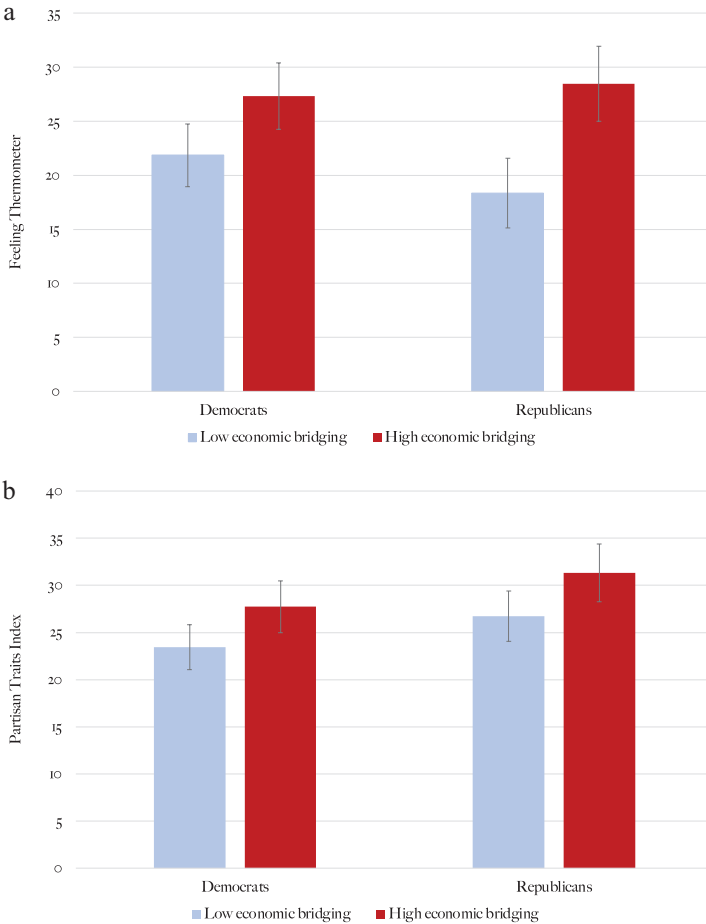 a
35
30
25
20
15
10
5
0
Feeling Thermometer
Democrats Republicans
Low economic bridging High economic bridging
b
40
35
30
25
20
15
10
5
0
Partisan Traits Index
Democrats Republicans
Low economic bridging High economic bridging